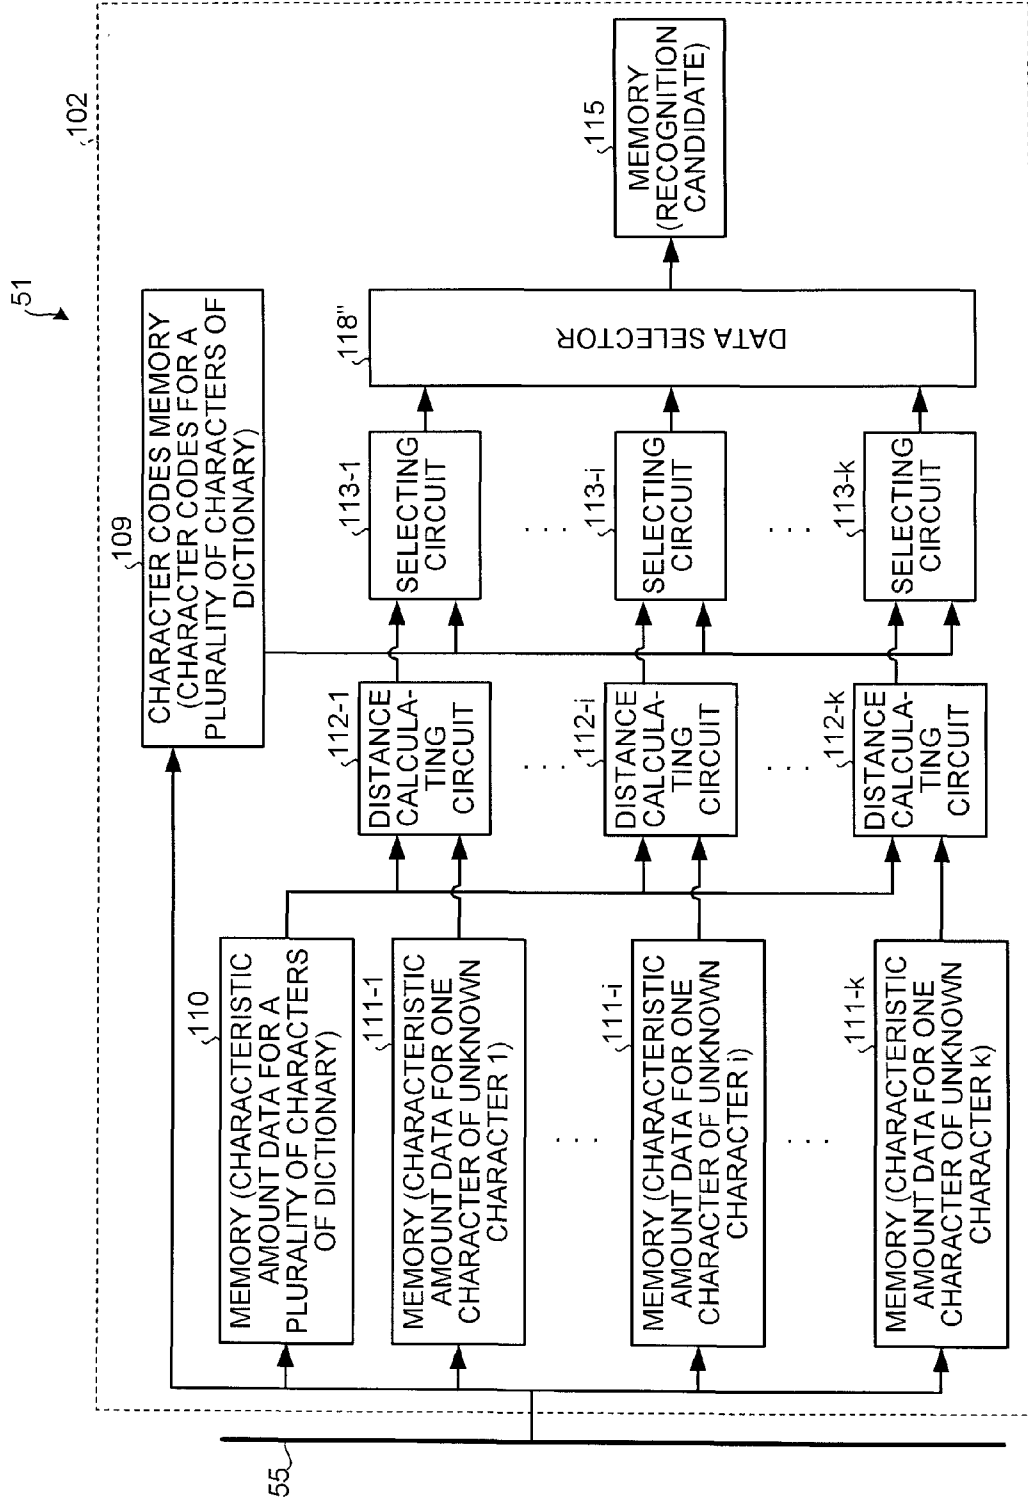 51
102
109
CHARACTER CODES MEMORY
(CHARACTER CODES FOR A
PLURALITY OF CHARACTERS OF
DICTIONARY)
110
MEMORY (CHARACTERISTIC
AMOUNT DATA FOR A
PLURALITY OF CHARACTERS
OF DICTIONARY)
111-1
MEMORY (CHARACTERISTIC
AMOUNT DATA FOR ONE
CHARACTER OF UNKNOWN
CHARACTER 1)
. . .
111-i
MEMORY (CHARACTERISTIC
AMOUNT DATA FOR ONE
CHARACTER OF UNKNOWN
CHARACTER i)
. . .
111-k
MEMORY (CHARACTERISTIC
AMOUNT DATA FOR ONE
CHARACTER OF UNKNOWN
CHARACTER k)
112-1
DISTANCE
CALCULA-
TING
CIRCUIT
. . .
112-i
DISTANCE
CALCULA-
TING
CIRCUIT
. . .
112-k
DISTANCE
CALCULA-
TING
CIRCUIT
113-1
SELECTING
CIRCUIT
. . .
113-i
SELECTING
CIRCUIT
. . .
113-k
SELECTING
CIRCUIT
118"
DATA SELECTOR
115
MEMORY
(RECOGNITION
CANDIDATE)
55